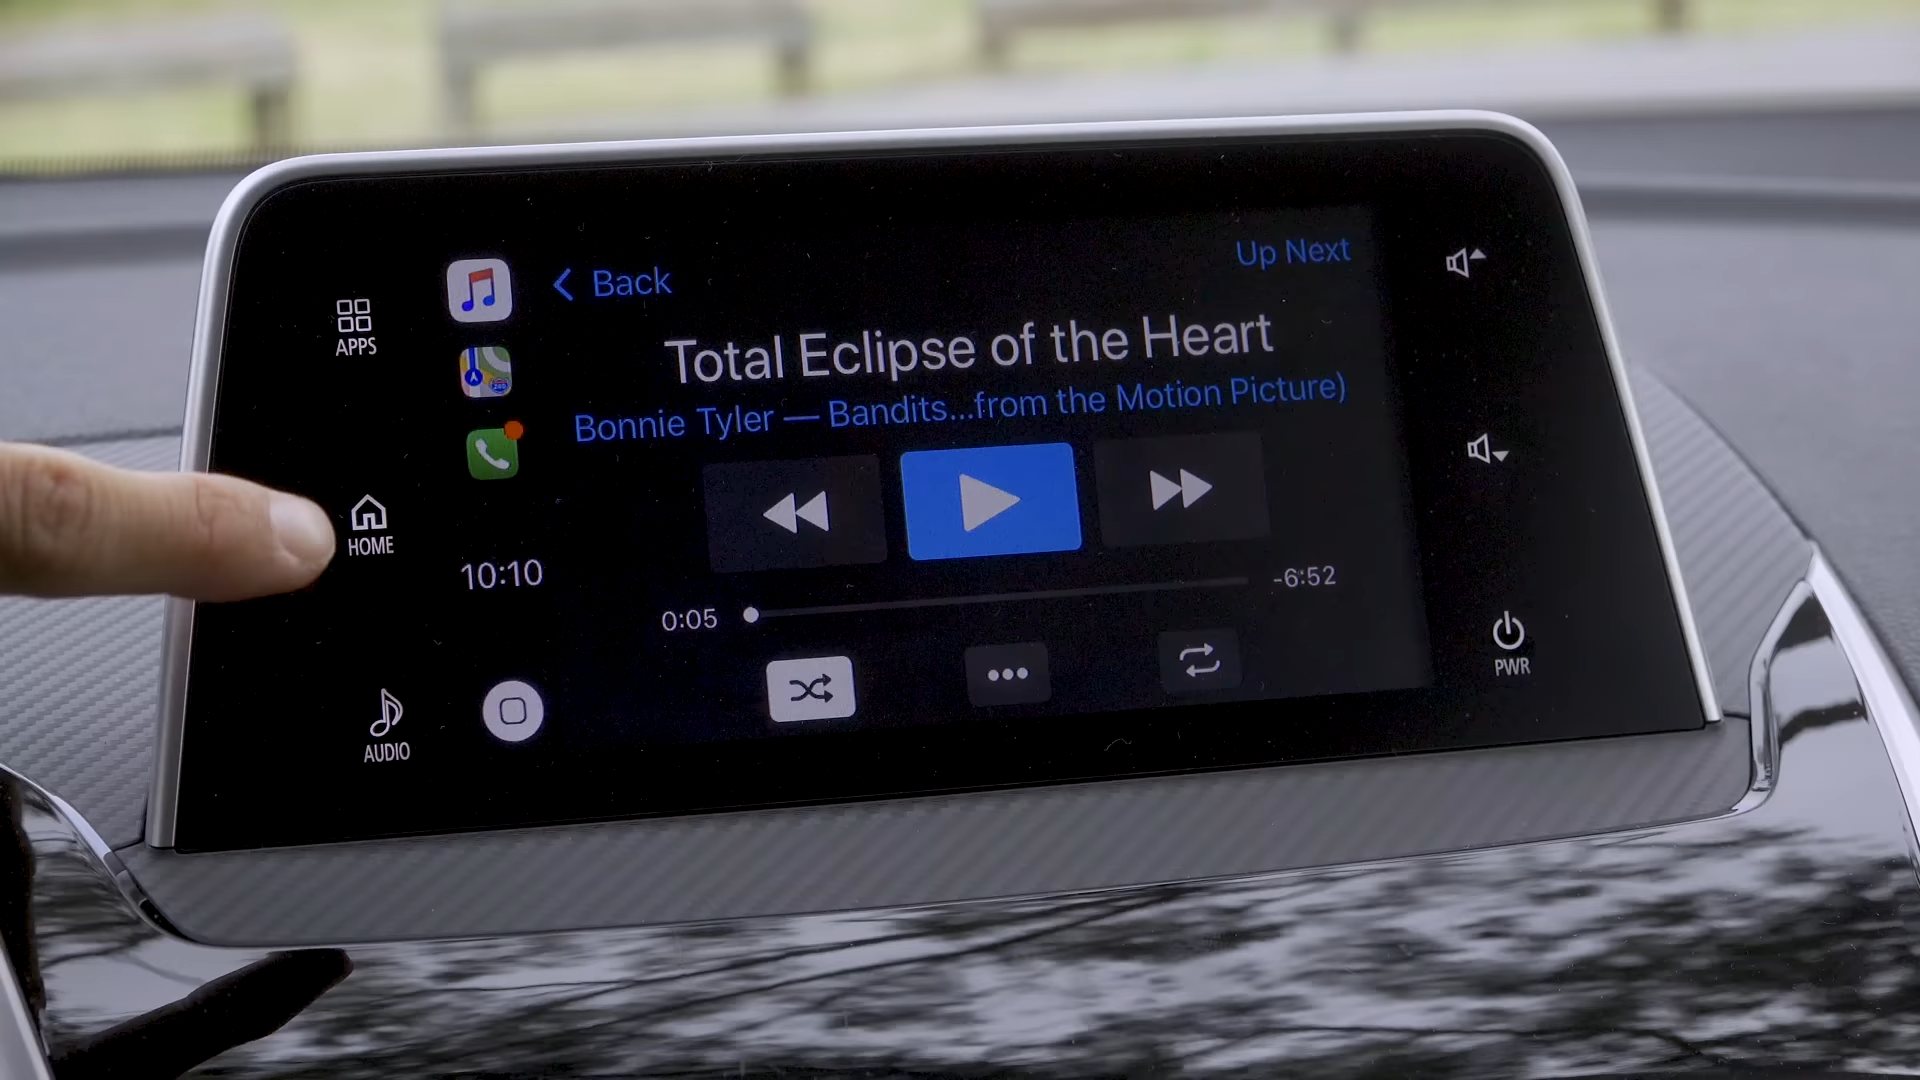 Up Next
Back
APPS
Total Eclipse of the Heart
Bonnie Tyler — Bandits...from the Motion Picture)
HOME
10:10
0:05
-6:52
PWR
AUDIO